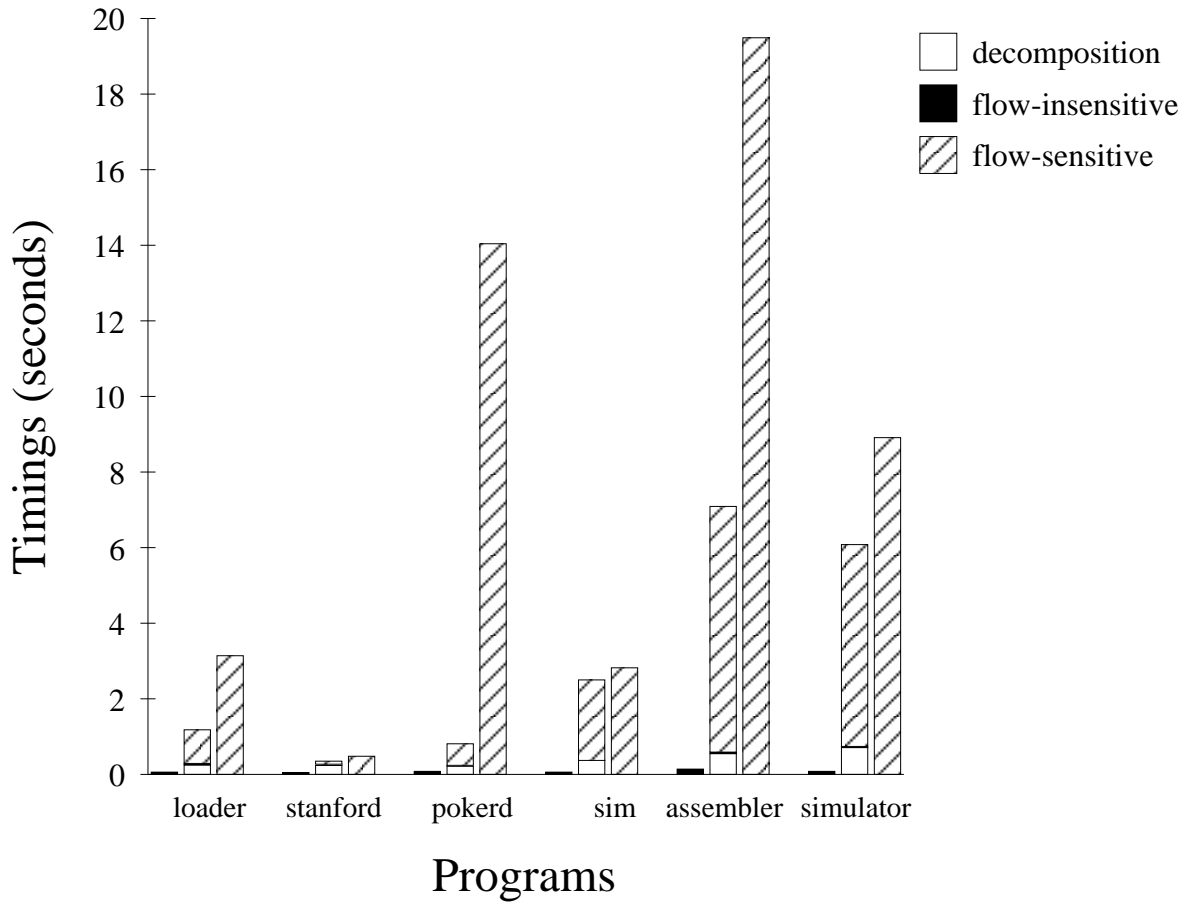 20
18
16
14
12
10
8
6
4
2
0
Timings (seconds)
decomposition
flow-insensitive
flow-sensitive
loader stanford pokerd sim assembler simulator
Programs